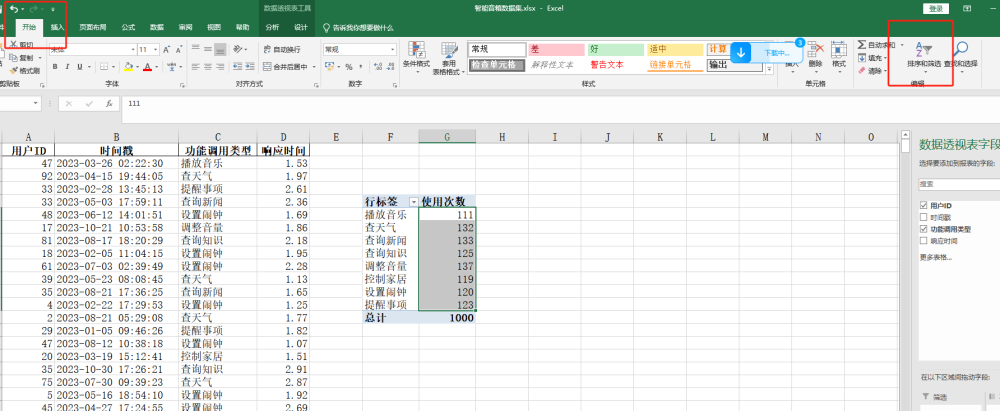 数据透视表工具
智能音箱数据集.xlsx - Excel
登录
件 开始 插入 页面布局 公式 数据 审阅 视图 帮助 分析 设计 告诉我你想要做什么
剪切
复制
格式刷
剪贴板
宋体 11
B I U
字体
自动换行
合并后居中
对齐方式
常规
数字
条件格式
套用
表格格式
常规 差 好 适中 计算
检查单元格 解释性文本 警告文本 链接单元格 输出
样式
下载中...
3
插入 删除 格式
单元格
自动求和
填充
清除
排序和筛选 查找和选择
编辑
111
A B C D E F G H I J K L M N O
用户ID 时间戳 功能调用类型 响应时间
47 2023-03-26 02:22:30 播放音乐 1.53
92 2023-04-15 19:44:05 查天气 1.97
33 2023-02-28 13:45:13 提醒事项 2.61
33 2023-05-03 17:59:11 查询新闻 2.36 行标签 使用次数
48 2023-06-12 14:01:51 设置闹钟 1.69 播放音乐 111
17 2023-10-21 10:53:58 调整音量 1.86 查天气 132
81 2023-08-17 18:20:29 查询知识 2.18 查询新闻 133
18 2023-02-05 11:04:15 设置闹钟 1.95 查询知识 125
61 2023-07-03 02:39:49 设置闹钟 2.28 调整音量 137
39 2023-05-23 08:08:45 查天气 1.13 控制家居 119
35 2023-08-21 17:36:25 查询新闻 1.65 设置闹钟 120
4 2023-02-22 17:29:53 设置闹钟 1.25 提醒事项 123
2 2023-08-21 05:29:08 查天气 1.77 总计 1000
29 2023-01-05 09:46:26 提醒事项 1.82
47 2023-08-12 10:38:18 设置闹钟 1.07
20 2023-03-19 15:12:41 控制家居 1.51
35 2023-10-30 17:26:21 查询知识 2.91
75 2023-07-30 09:39:23 查天气 2.87
5 2023-05-16 18:54:10 设置闹钟 2.92
45 2023-04-27 17:24:55 设置闹钟 2.69
数据透视表字段
选择要添加到报表的字段:
搜索
用户ID
时间戳
功能调用类型
响应时间
更多表格...
在以下区域间拖动字段:
筛选